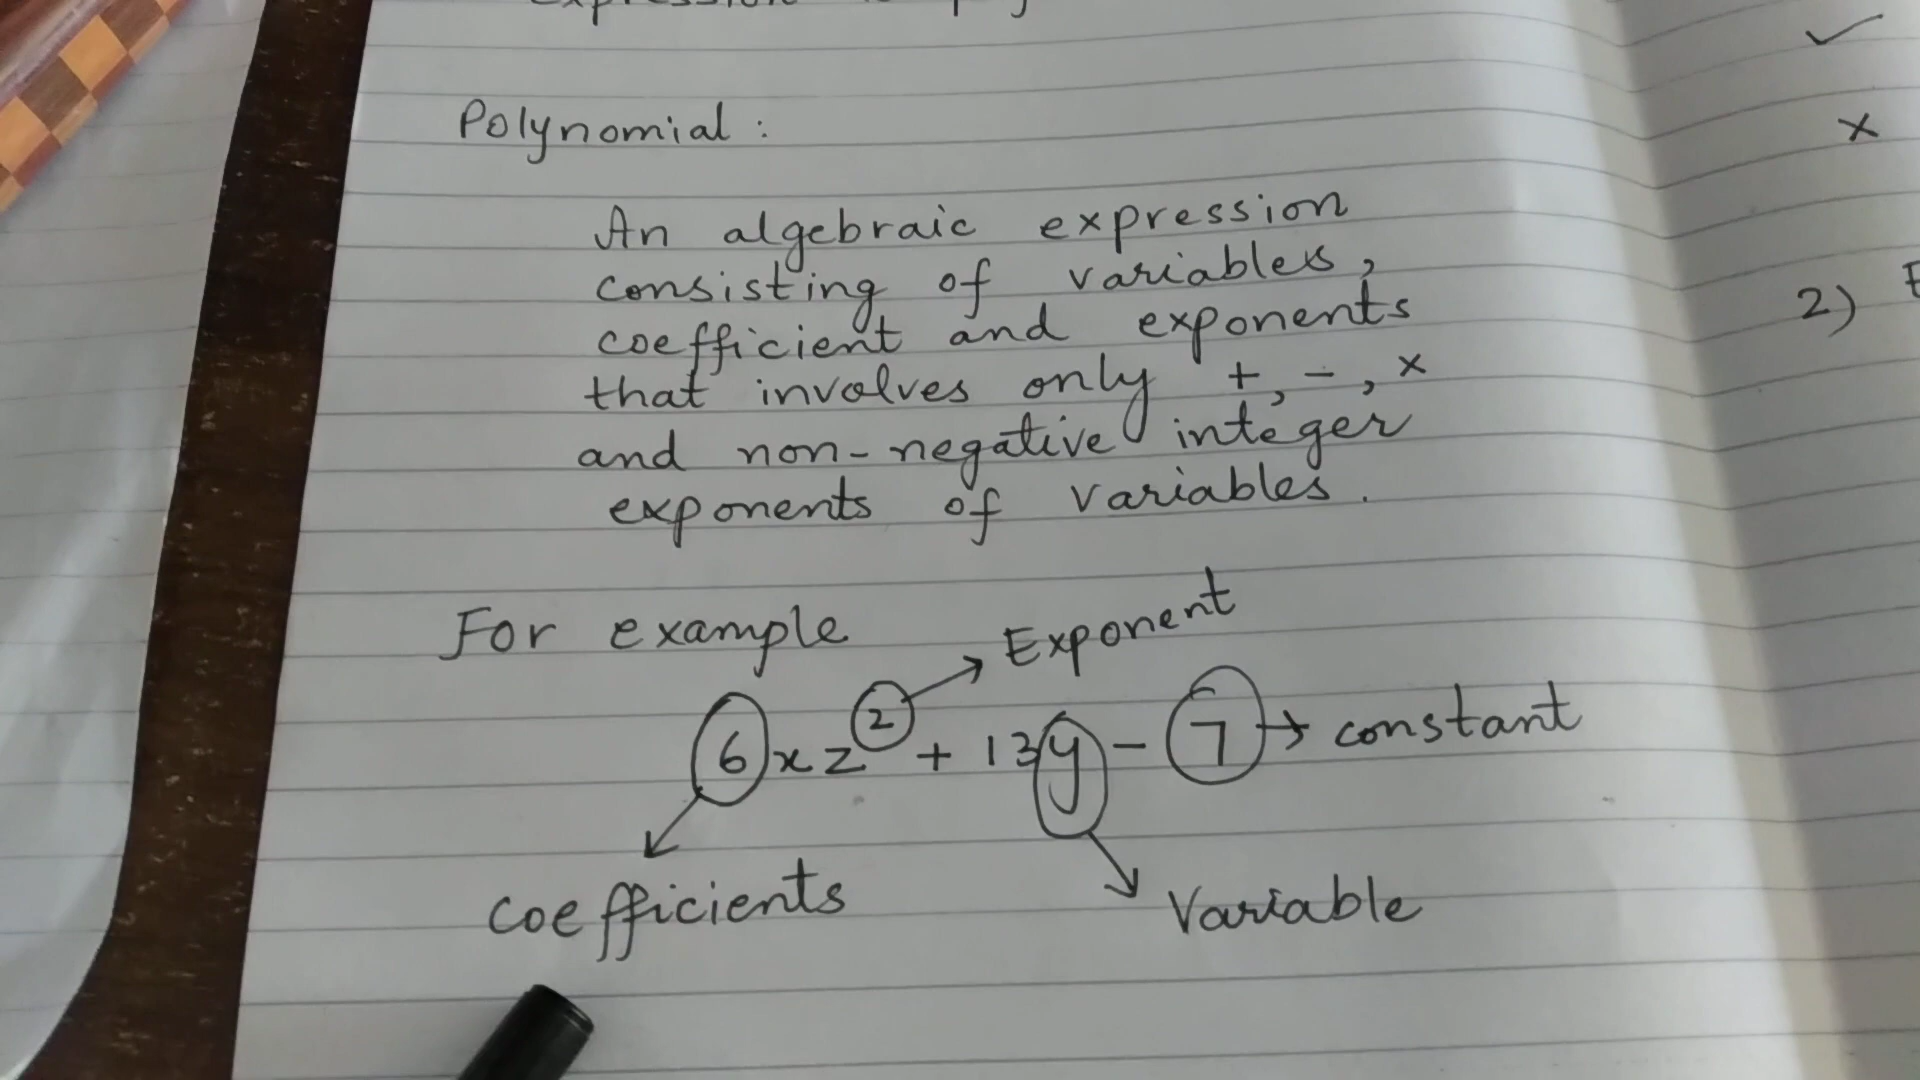 Polynomial :
An algebraic expression
consisting of variables,
coefficient and exponents
that involves only +, -, ×
and non-negative integer
exponents of variables.
For example
Exponent
6xz² + 13y - 7 → constant
coefficients
Variable
✓
×
2)